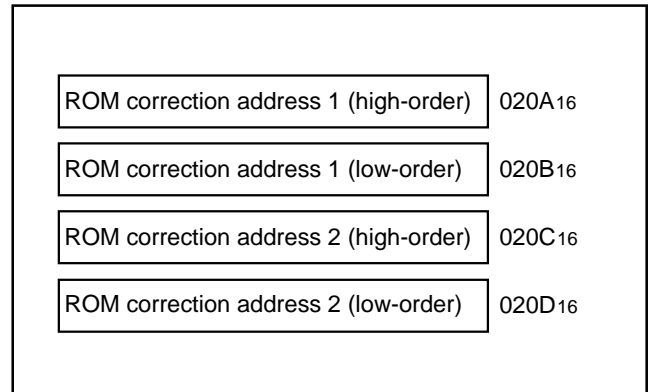 ROM correction address 1 (high-order) 020A16
ROM correction address 1 (low-order) 020B16
ROM correction address 2 (high-order) 020C16
ROM correction address 2 (low-order) 020D16